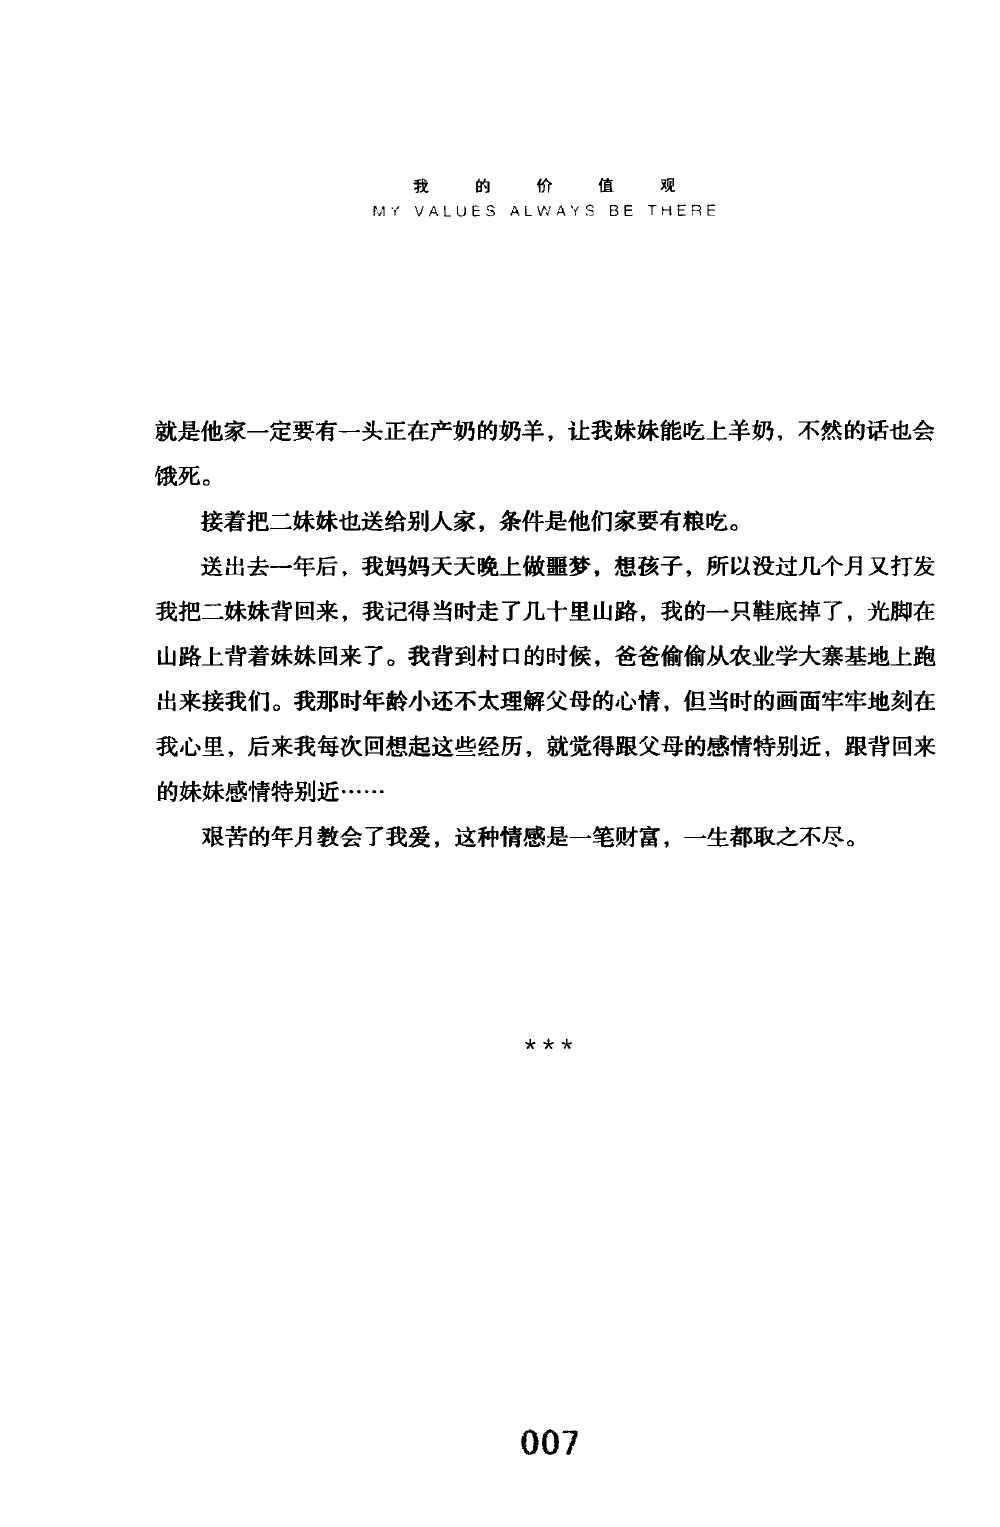 我的价值观
MY VALUES ALWAYS BE THERE
就是他家一定要有一头正在产奶的奶羊，让我妹妹能吃上羊奶，不然的话也会
饿死。
接着把二妹妹也送给别人家，条件是他们家要有粮吃。
送出去一年后，我妈妈天天晚上做噩梦，想孩子，所以没过几个月又打发
我把二妹妹背回来，我记得当时走了几十里山路，我的一只鞋底掉了，光脚在
山路上背着妹妹回来了。我背到村口的时候，爸爸偷偷从农业学大寨基地上跑
出来接我们。我那时年龄小还不太理解父母的心情，但当时的画面牢牢地刻在
我心里，后来我每次回想起这些经历，就觉得跟父母的感情特别近，跟背回来
的妹妹感情特别近……
艰苦的年月教会了我爱，这种情感是一笔财富，一生都取之不尽。
***
007